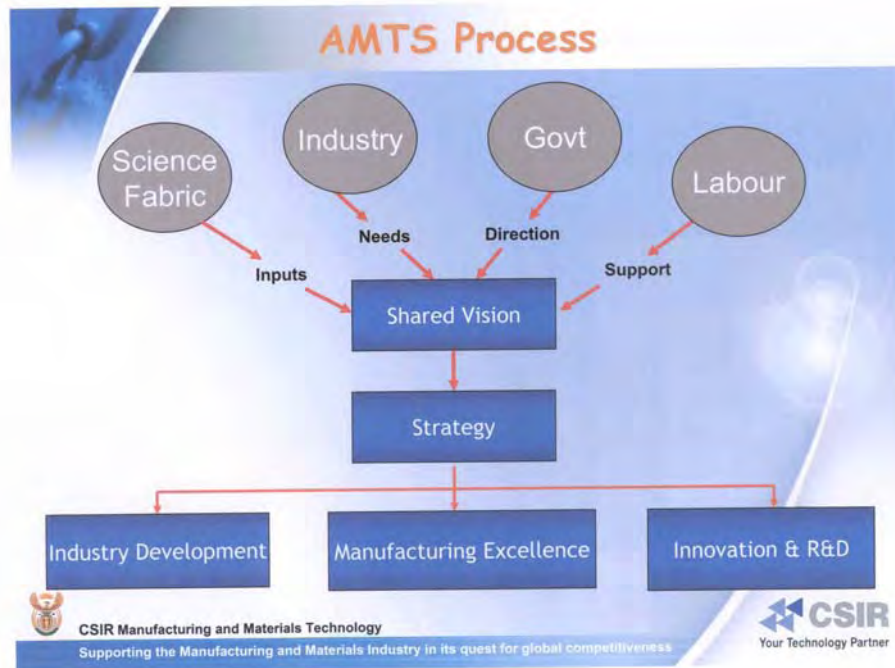 AMTS Process
Science
Fabric
Industry
Govt
Labour
Inputs
Needs
Direction
Support
Shared Vision
Strategy
Industry Development
Manufacturing Excellence
Innovation & R&D
CSIR Manufacturing and Materials Technology
Supporting the Manufacturing and Materials Industry in its quest for global competitiveness
CSIR
Your Technology Partner